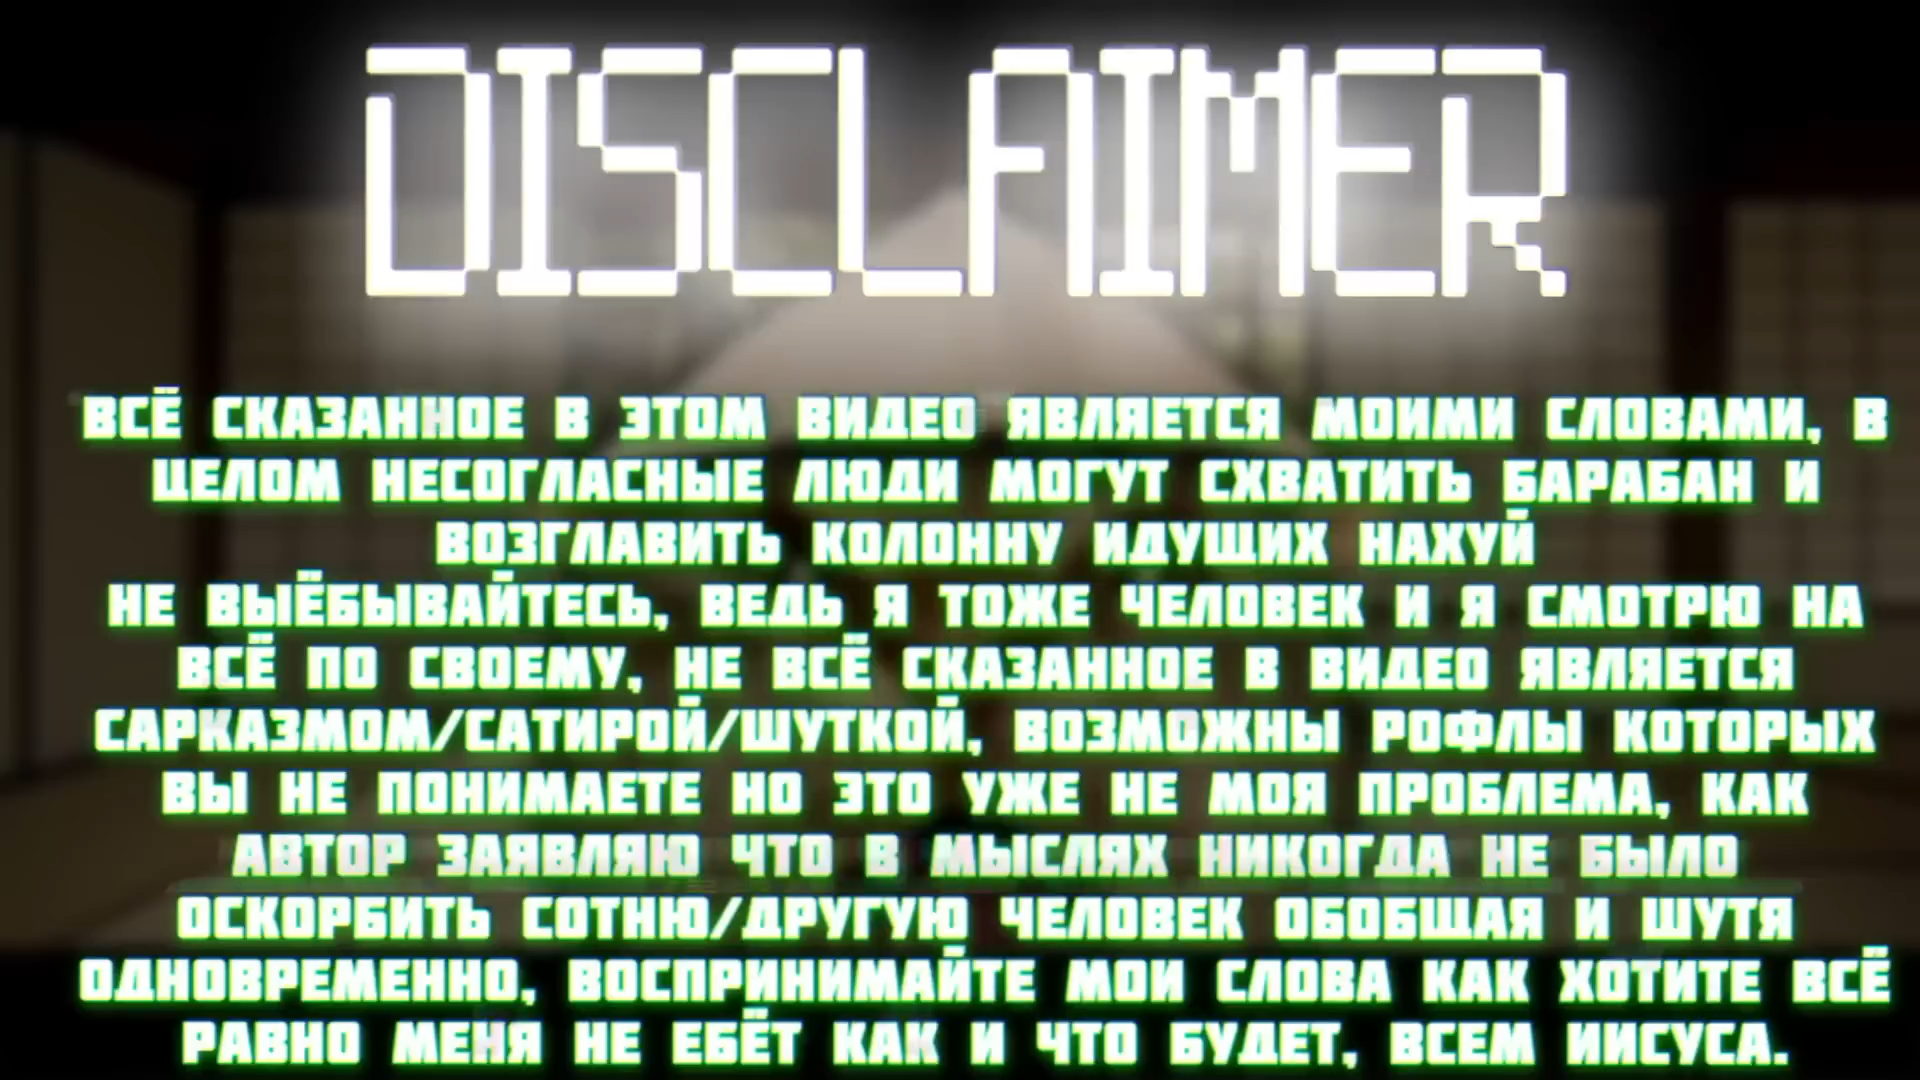 DISCLAIMER
ВСЁ СКАЗАННОЕ В ЭТОМ ВИДЕО ЯВЛЯЕТСЯ МОИМИ СЛОВАМИ, В
ЦЕЛОМ НЕСОГЛАСНЫЕ ЛЮДИ МОГУТ СХВАТИТЬ БАРАБАН И
ВОЗГЛАВИТЬ КОЛОННУ ИДУЩИХ НАХУЙ
НЕ ВЫЁБЫВАЙТЕСЬ, ВЕДЬ Я ТОЖЕ ЧЕЛОВЕК И Я СМОТРЮ НА
ВСЁ ПО СВОЕМУ, НЕ ВСЁ СКАЗАННОЕ В ВИДЕО ЯВЛЯЕТСЯ
САРКАЗМОМ/САТИРОЙ/ШУТКОЙ, ВОЗМОЖНЫ РОФЛЫ КОТОРЫХ
ВЫ НЕ ПОНИМАЕТЕ НО ЭТО УЖЕ НЕ МОЯ ПРОБЛЕМА, КАК
АВТОР ЗАЯВЛЯЮ ЧТО В МЫСЛЯХ НИКОГДА НЕ БЫЛО
ОСКОРБИТЬ СОТНЮ/ДРУГУЮ ЧЕЛОВЕК ОБОБЩАЯ И ШУТЯ
ОДНОВРЕМЕННО, ВОСПРИНИМАЙТЕ МОИ СЛОВА КАК ХОТИТЕ ВСЁ
РАВНО МЕНЯ НЕ ЕБЁТ КАК И ЧТО БУДЕТ, ВСЕМ ИИСУСА.